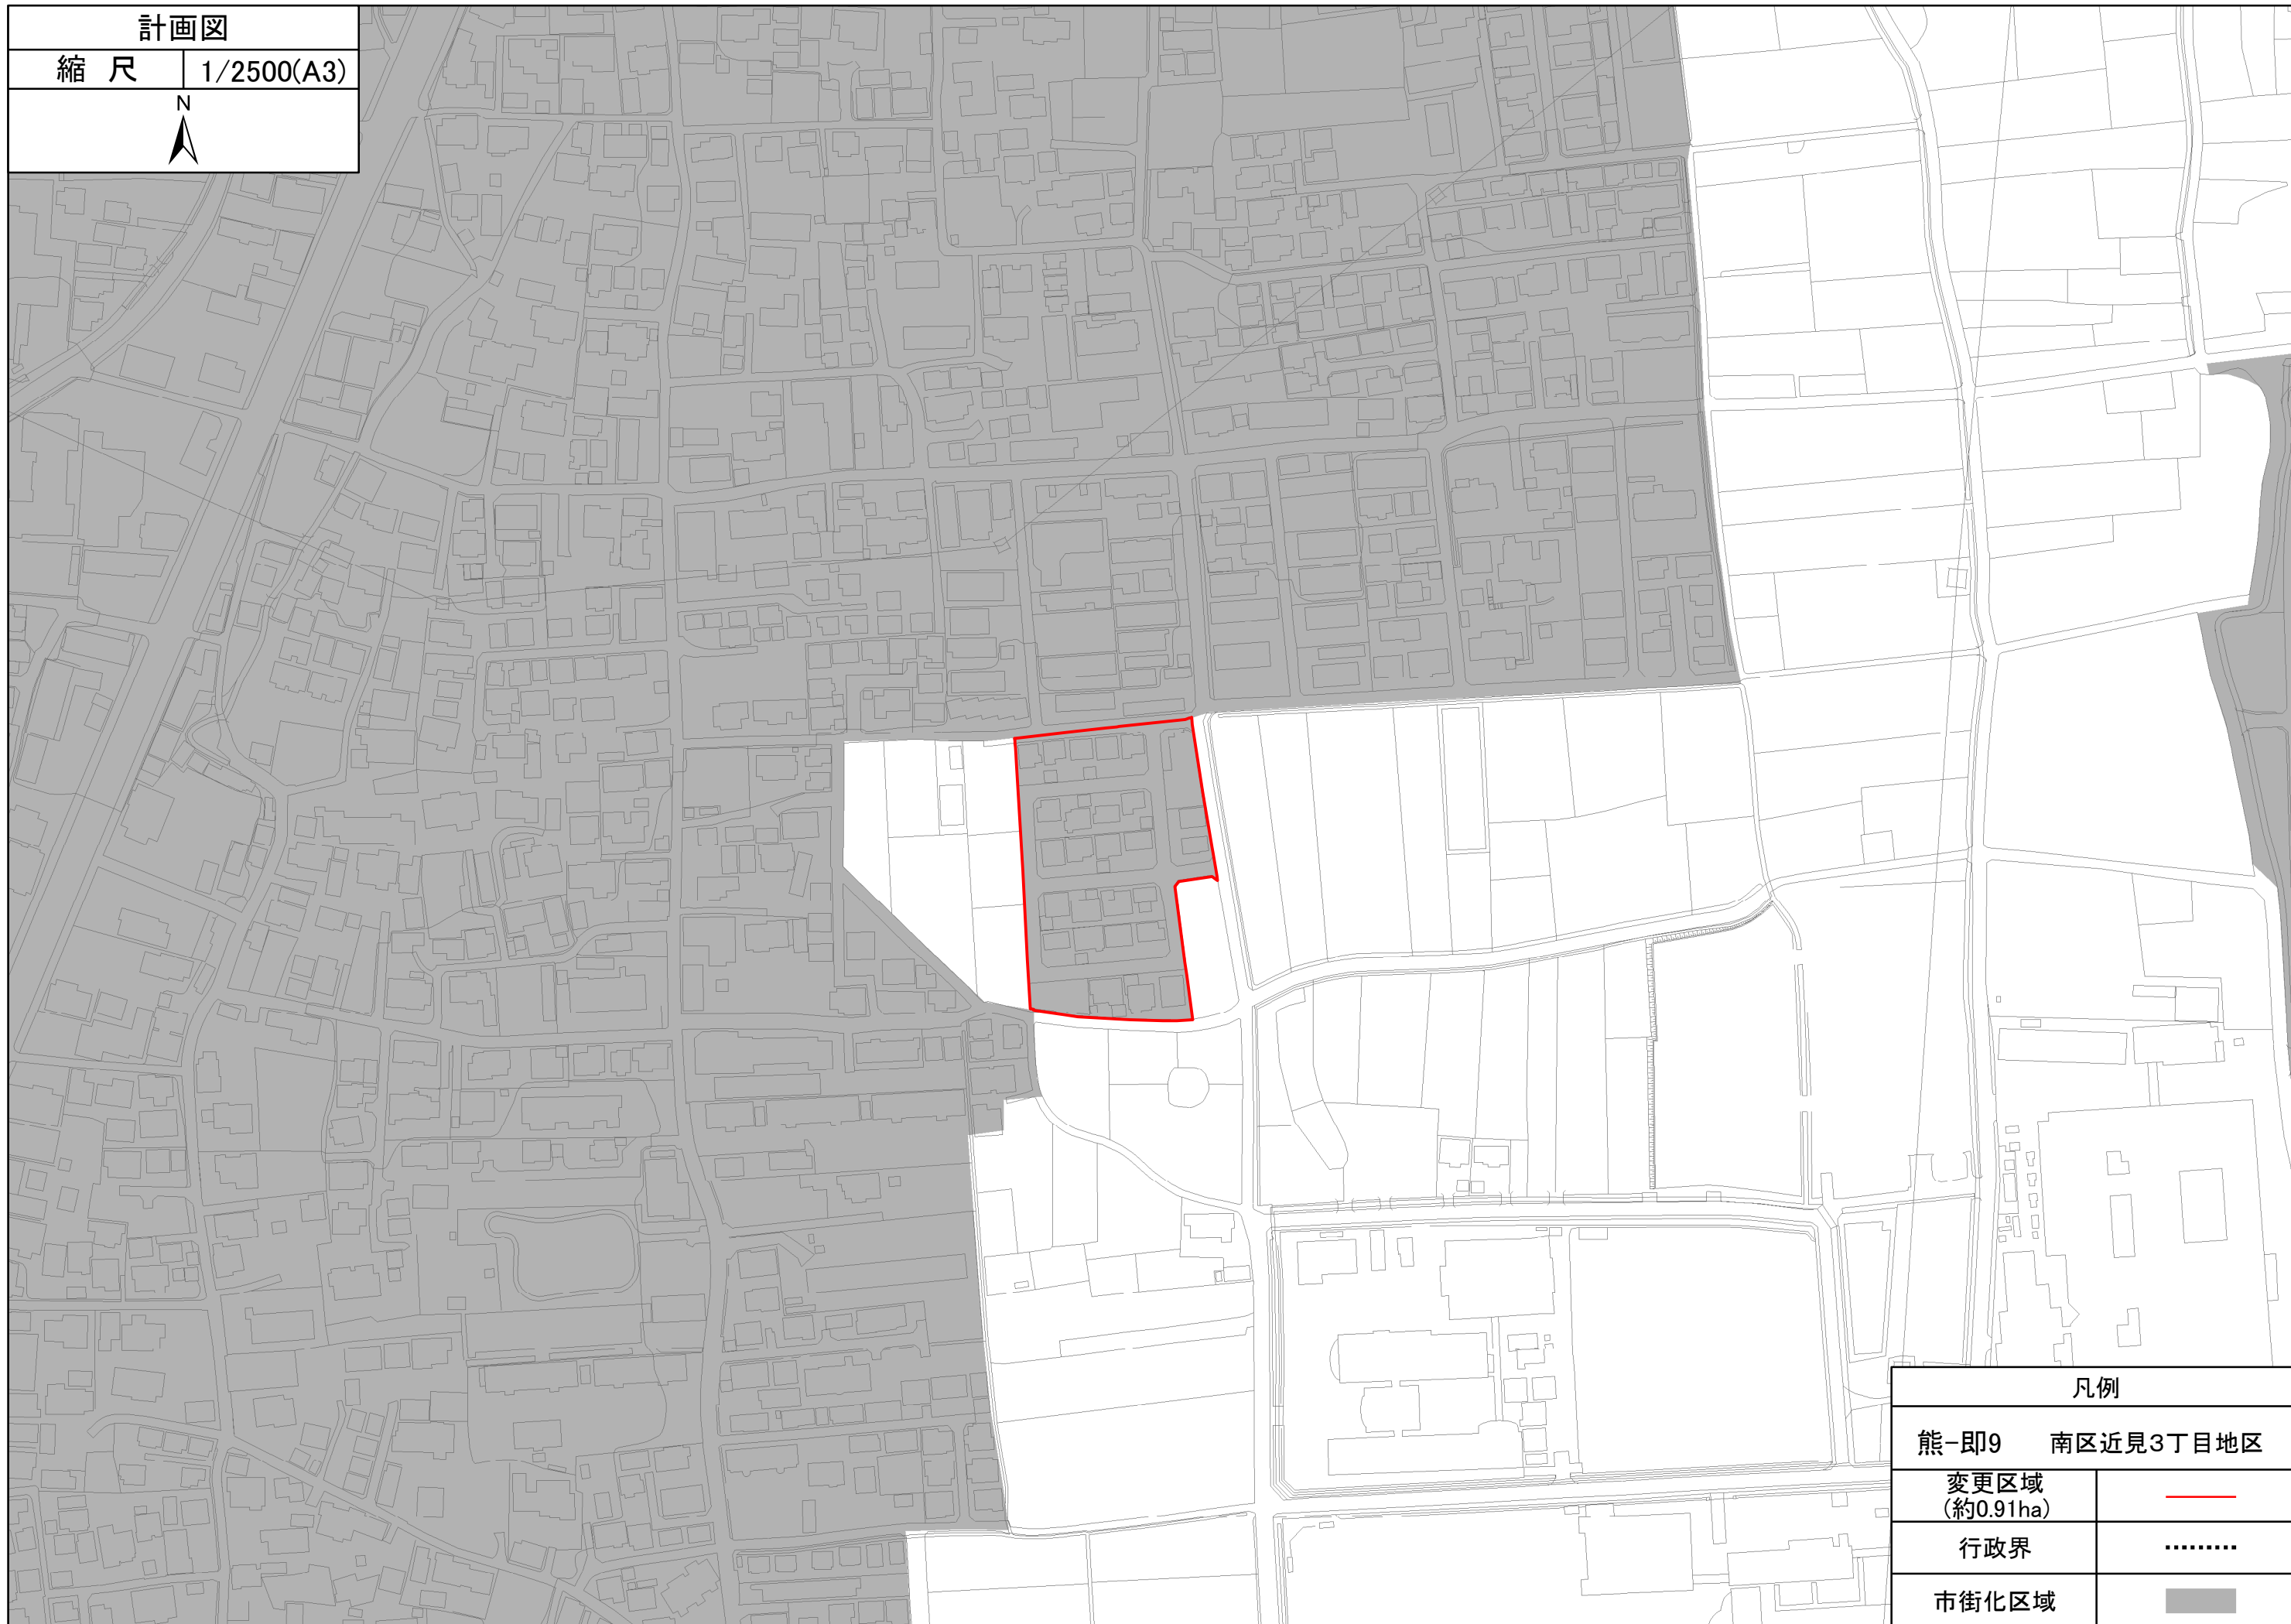 計画図
縮 尺 1/2500(A3)
N
凡例
熊-即9 南区近見3丁目地区
変更区域
(約0.91ha)
行政界
市街化区域